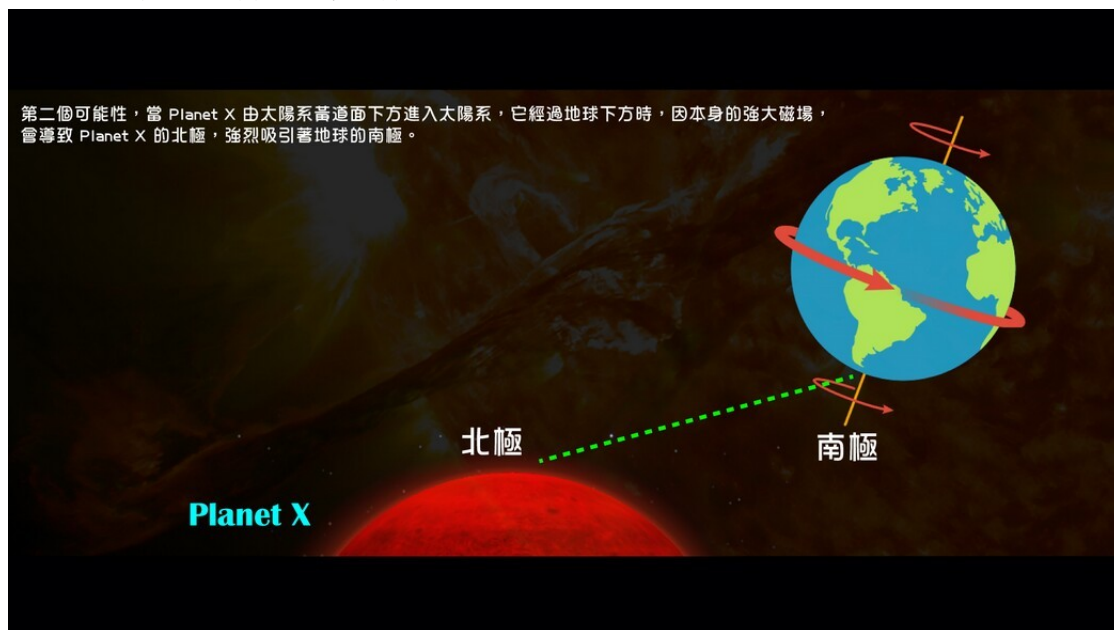 第二個可能性，當 Planet X 由太陽系黃道面下方進入太陽系，它經過地球下方時，因本身的強大磁場，
會導致 Planet X 的北極，強烈吸引著地球的南極。
北極
南極
Planet X